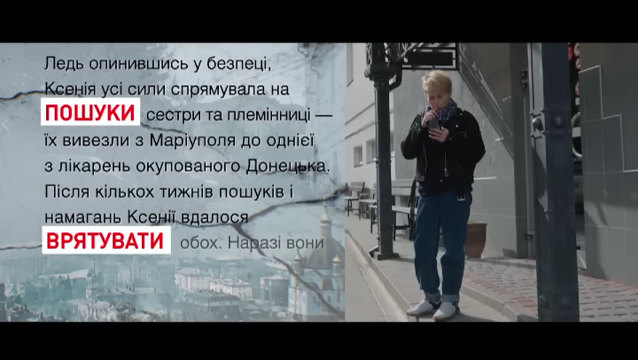 Ледь опинившись у безпеці,
Ксенія усі сили спрямувала на
ПОШУКИ сестри та племінниці —
їх вивезли з Маріуполя до однієї
з лікарень окупованого Донецька.
Після кількох тижнів пошуків і
намагань Ксенії вдалося
ВРЯТУВАТИ обох. Наразі вони